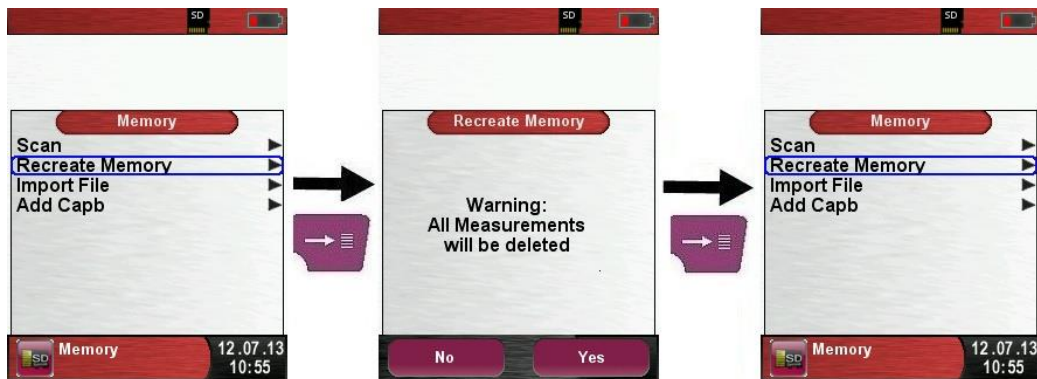 SD
Memory
Scan
Recreate Memory
Import File
Add Capb
SD
Memory
12.07.13
10:55
SD
Recreate Memory
Warning:
All Measurements
will be deleted
No
Yes
SD
Memory
Scan
Recreate Memory
Import File
Add Capb
SD
Memory
12.07.13
10:55